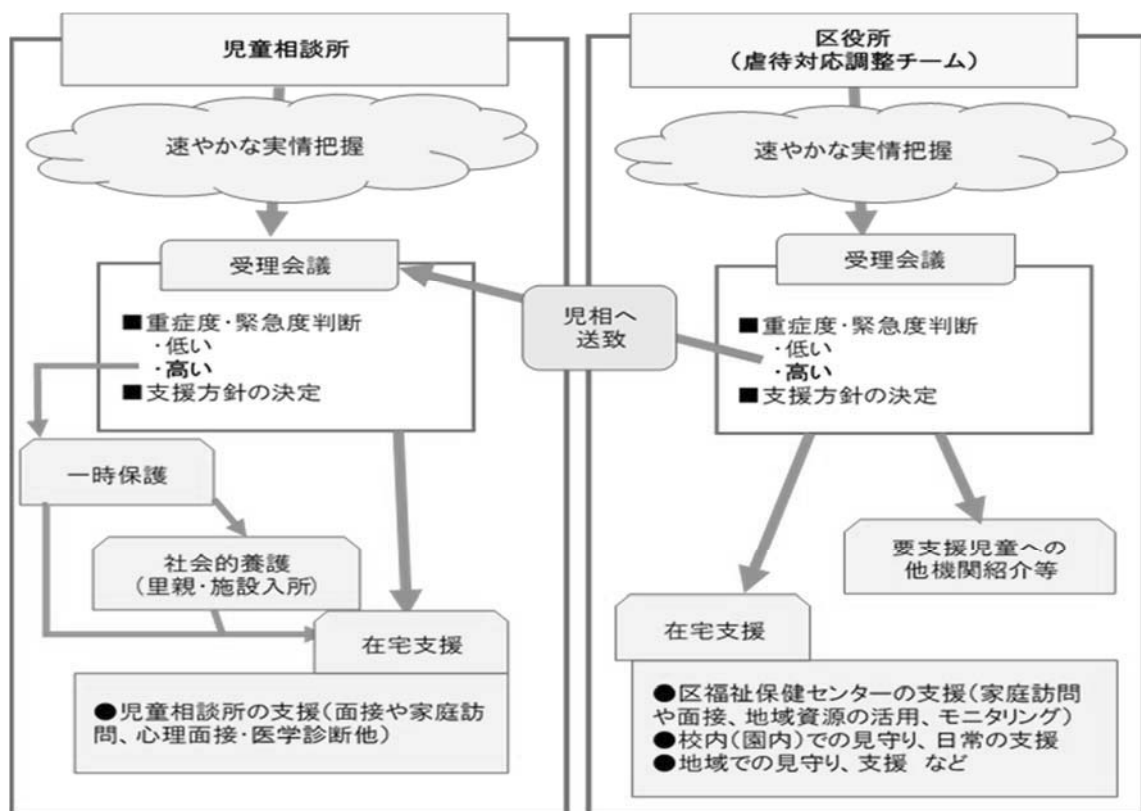 児童相談所
速やかな実情把握
受理会議
■重症度・緊急度判断
・低い
・高い
■支援方針の決定
一時保護
社会的養護
(里親・施設入所)
在宅支援
●児童相談所の支援(面接や家庭訪
問、心理面接・医学診断他)
児相へ
送致
区役所
(虐待対応調整チーム)
速やかな実情把握
受理会議
■重症度・緊急度判断
・低い
・高い
■支援方針の決定
要支援児童への
他機関紹介等
在宅支援
●区福祉保健センターの支援(家庭訪問
や面接、地域資源の活用、モニタリング)
●校内(園内)での見守り、日常の支援
●地域での見守り、支援 など